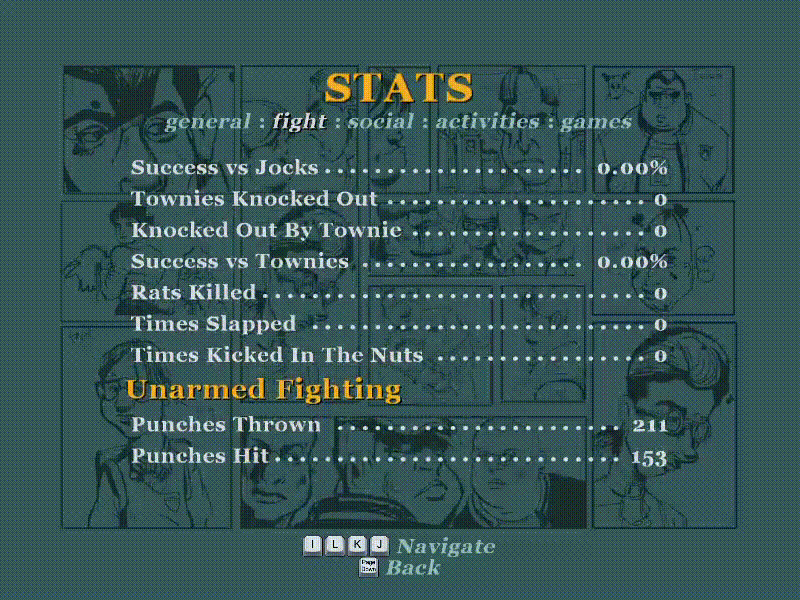 STATS
general : fight : social : activities : games
Success vs Jocks . . . . . . . . . . . . . . . . . . . . . 0.00%
Townies Knocked Out . . . . . . . . . . . . . . . . . . . . . 0
Knocked Out By Townie . . . . . . . . . . . . . . . . . . . 0
Success vs Townies . . . . . . . . . . . . . . . . . . 0.00%
Rats Killed . . . . . . . . . . . . . . . . . . . . . . . . . . . . . . . 0
Times Slapped . . . . . . . . . . . . . . . . . . . . . . . . . . . 0
Times Kicked In The Nuts . . . . . . . . . . . . . . . . . 0
Unarmed Fighting
Punches Thrown . . . . . . . . . . . . . . . . . . . . . . . 211
Punches Hit . . . . . . . . . . . . . . . . . . . . . . . . . . . . 153
I L K J Navigate
Page Down Back